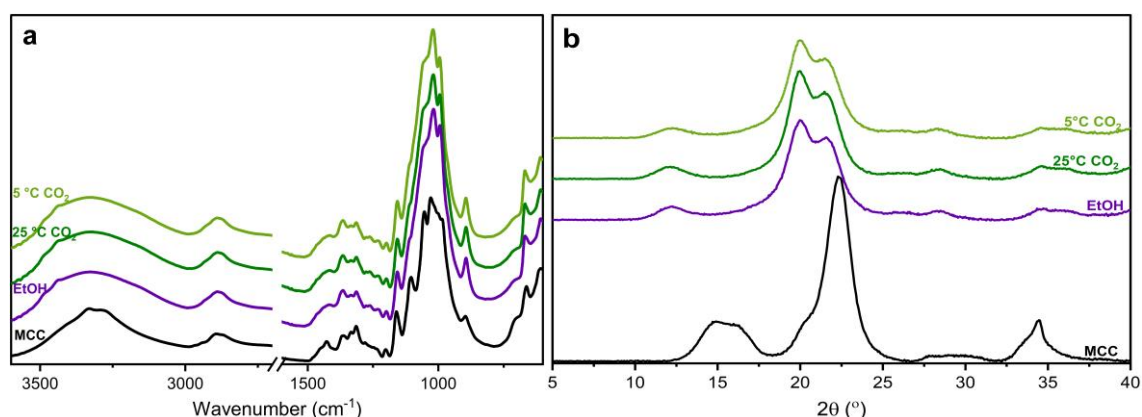 a
5 °C CO₂
25 °C CO₂
EtOH
MCC
3500 3000 1500 1000
Wavenumber (cm⁻¹)
b
5°C CO₂
25°C CO₂
EtOH
MCC
5 10 15 20 25 30 35 40
2θ (°)